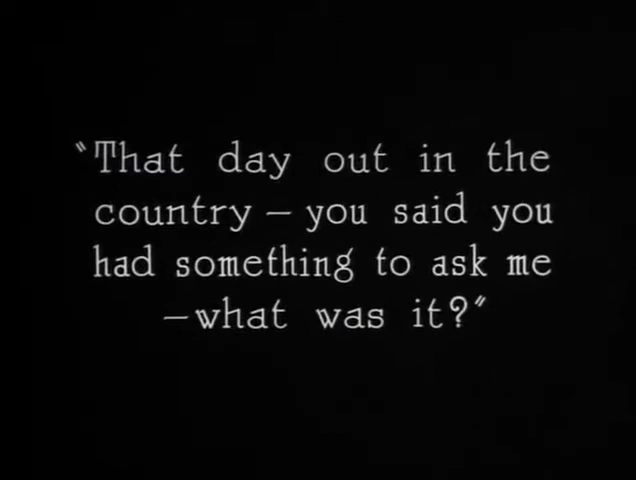 "That day out in the
country — you said you
had something to ask me
—what was it?"